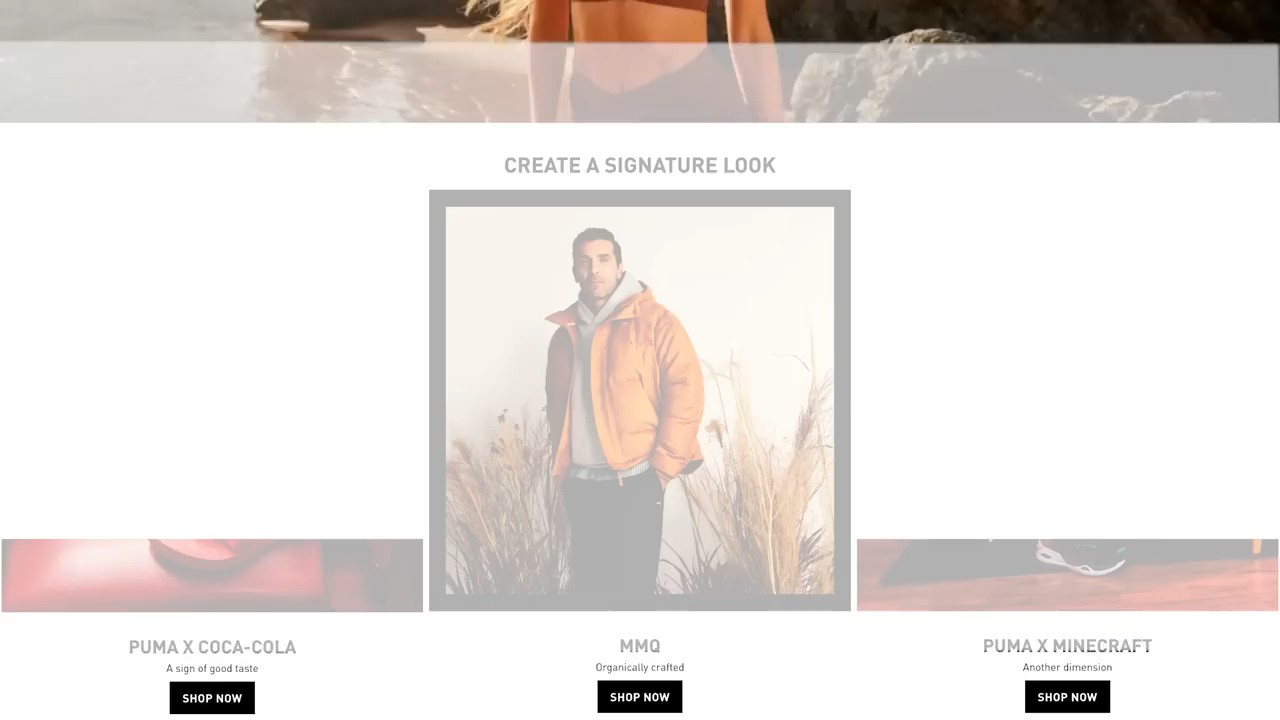 CREATE A SIGNATURE LOOK
PUMA X COCA-COLA
A sign of good taste
SHOP NOW
MMQ
Organically crafted
SHOP NOW
PUMA X MINECRAFT
Another dimension
SHOP NOW